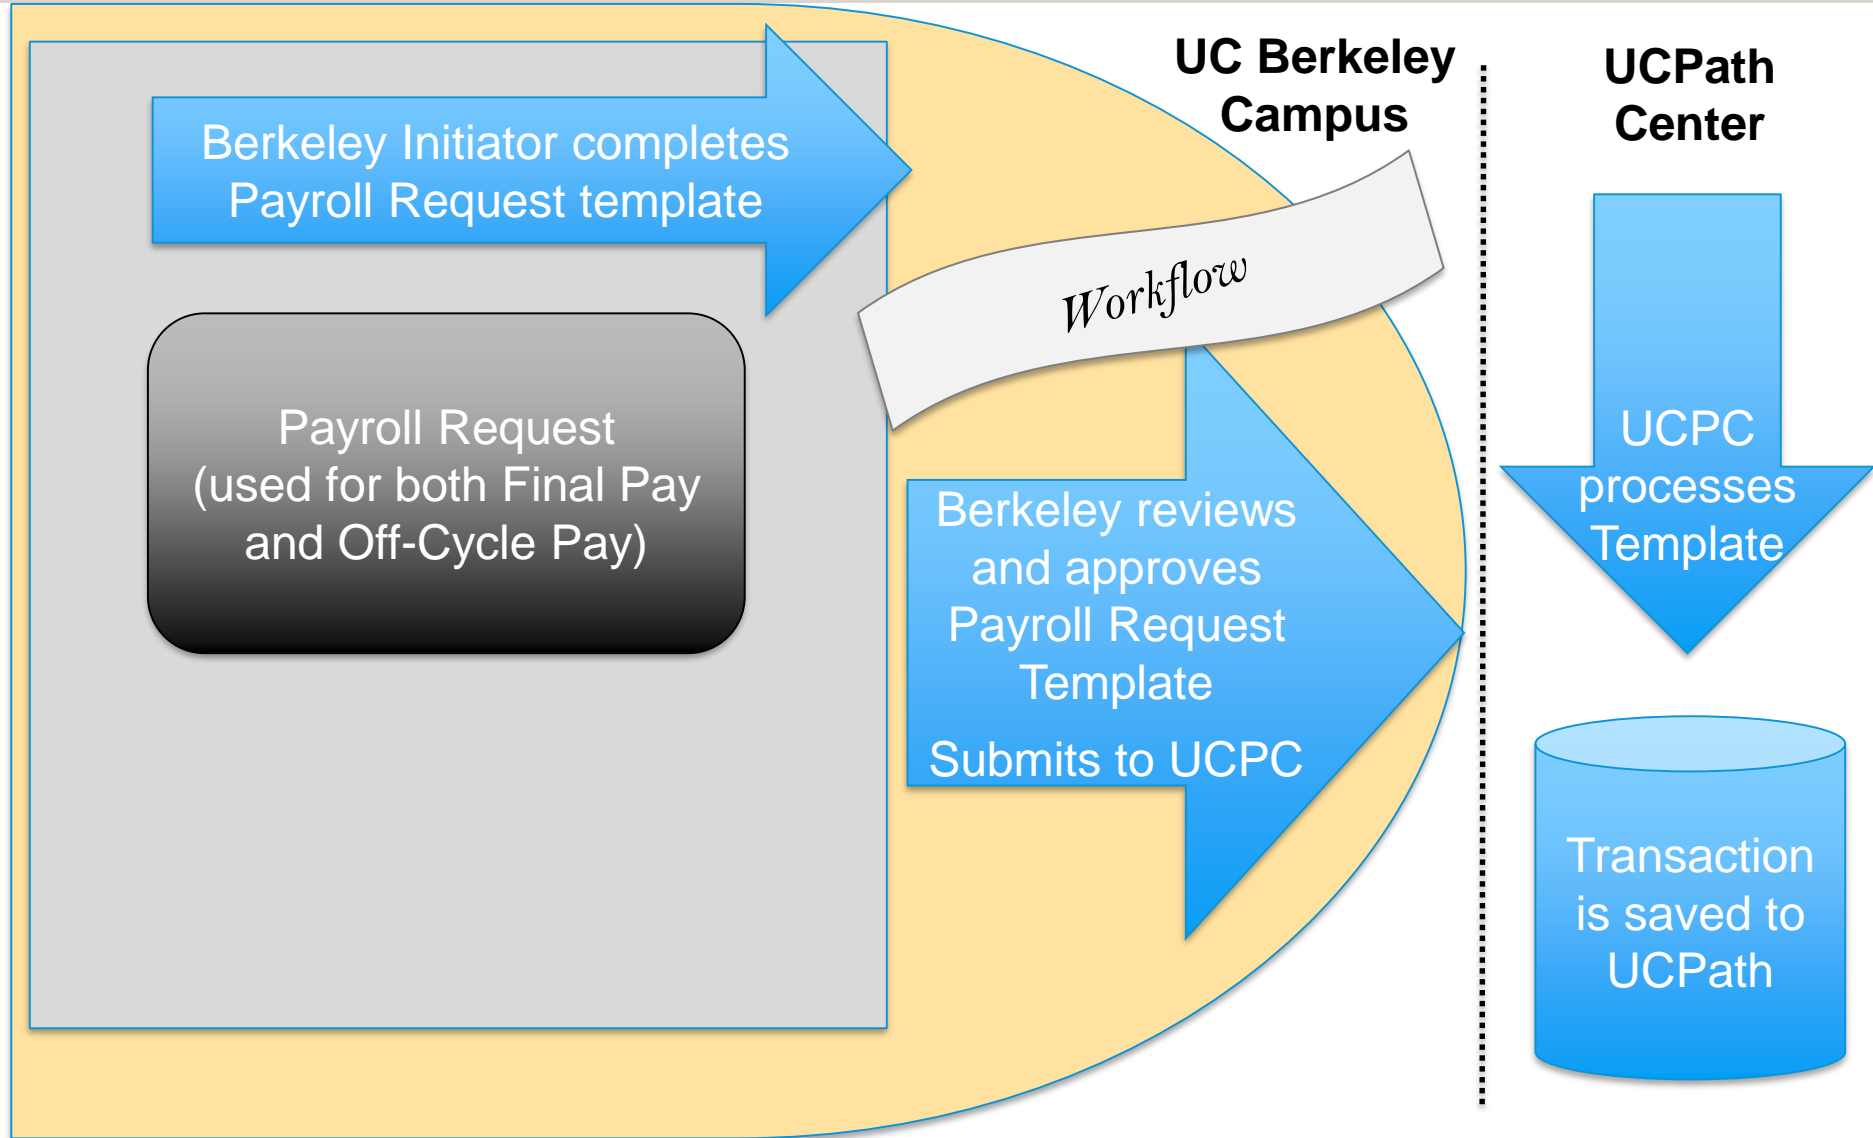 Berkeley Initiator completes
Payroll Request template
Payroll Request
(used for both Final Pay
and Off-Cycle Pay)
UC Berkeley
Campus
Workflow
Berkeley reviews
and approves
Payroll Request
Template
Submits to UCPC
UCPath
Center
UCPC
processes
Template
Transaction
is saved to
UCPath